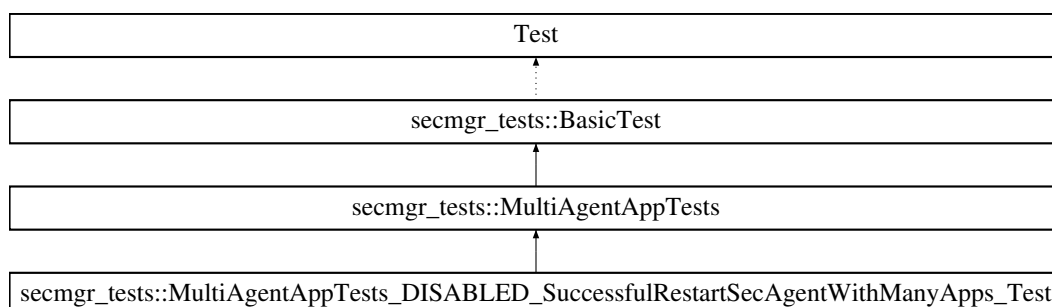 Test
secmgr_tests::BasicTest
secmgr_tests::MultiAgentAppTests
secmgr_tests::MultiAgentAppTests_DISABLED_SuccessfulRestartSecAgentWithManyApps_Test